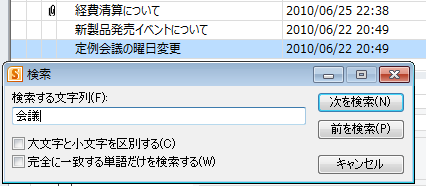 経費清算について 2010/06/25 22:38
新製品発売イベントについて 2010/06/22 20:49
定例会議の曜日変更 2010/06/22 20:49
検索
検索する文字列(F):
会議
次を検索(N)
前を検索(P)
大文字と小文字を区別する(C)
完全に一致する単語だけを検索する(W)
キャンセル